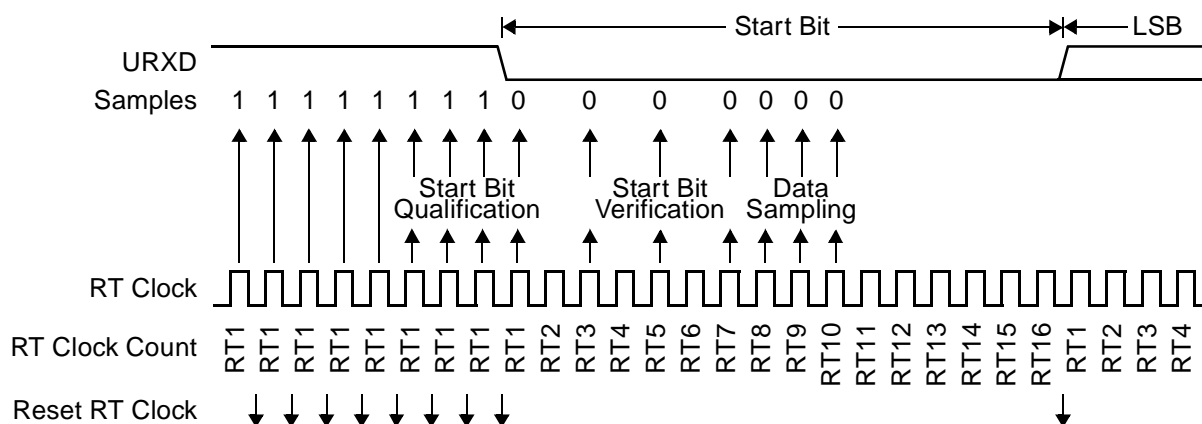 Start Bit LSB
URXD
Samples 1 1 1 1 1 1 1 1 0 0 0 0 0 0 0
Start Bit Qualification
Start Bit Verification
Data Sampling
RT Clock
RT Clock Count RT1 RT1 RT1 RT1 RT1 RT1 RT1 RT1 RT1 RT2 RT3 RT4 RT5 RT6 RT7 RT8 RT9 RT10 RT11 RT12 RT13 RT14 RT15 RT16 RT1 RT2 RT3 RT4
Reset RT Clock